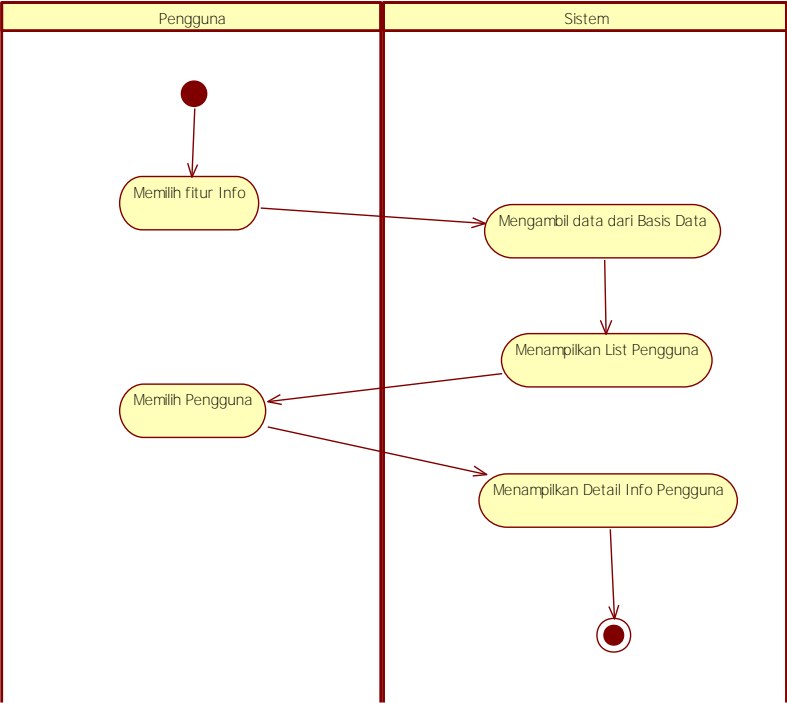 Pengguna
Sistem
Memilih fitur Info
Mengambil data dari Basis Data
Menampilkan List Pengguna
Memilih Pengguna
Menampilkan Detail Info Pengguna